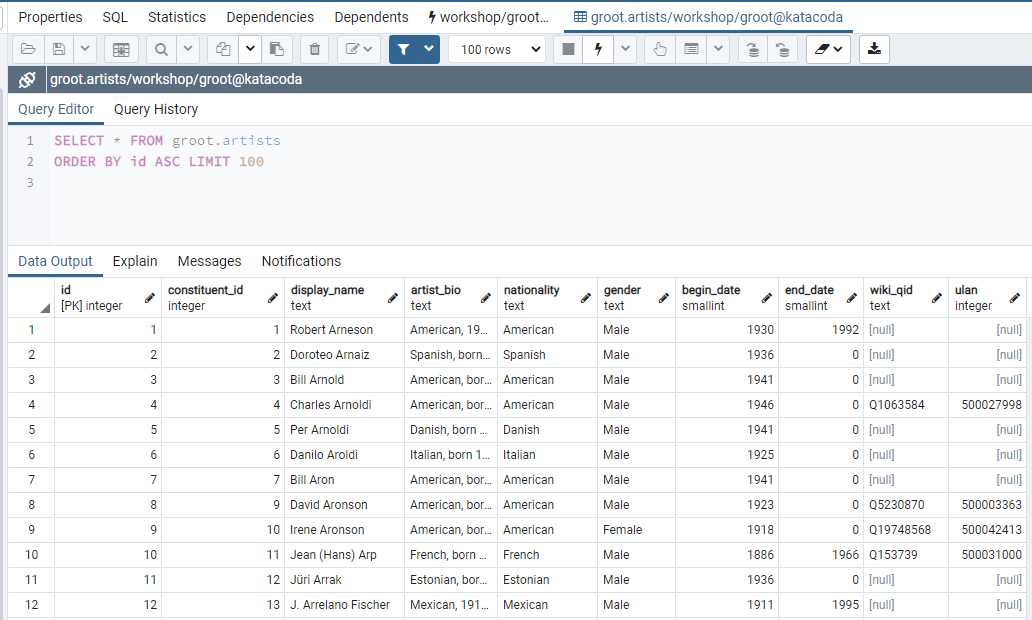 Properties SQL Statistics Dependencies Dependents workshop/groot... groot.artists/workshop/groot@katacoda
100 rows
groot.artists/workshop/groot@katacoda
Query Editor Query History
1 SELECT * FROM groot.artists
2 ORDER BY id ASC LIMIT 100
3
Data Output Explain Messages Notifications
id constituent_id display_name artist_bio nationality gender begin_date end_date wiki_qid ulan
[PK] integer integer text text text text smallint smallint text integer
1 1 1 Robert Arneson American, 19... American Male 1930 1992 [null] [null]
2 2 2 Doroteo Arnaiz Spanish, born... Spanish Male 1936 0 [null] [null]
3 3 3 Bill Arnold American, bor... American Male 1941 0 [null] [null]
4 4 4 Charles Arnoldi American, bor... American Male 1946 0 Q1063584 500027998
5 5 5 Per Arnoldi Danish, born ... Danish Male 1941 0 [null] [null]
6 6 6 Danilo Aroldi Italian, born 1... Italian Male 1925 0 [null] [null]
7 7 7 Bill Aron American, bor... American Male 1941 0 [null] [null]
8 8 9 David Aronson American, bor... American Male 1923 0 Q5230870 500003363
9 9 10 Irene Aronson American, bor... American Female 1918 0 Q19748568 500042413
10 10 11 Jean (Hans) Arp French, born ... French Male 1886 1966 Q153739 500031000
11 11 12 Jüri Arrak Estonian, bor... Estonian Male 1936 0 [null] [null]
12 12 13 J. Arrelano Fischer Mexican, 191... Mexican Male 1911 1995 [null] [null]